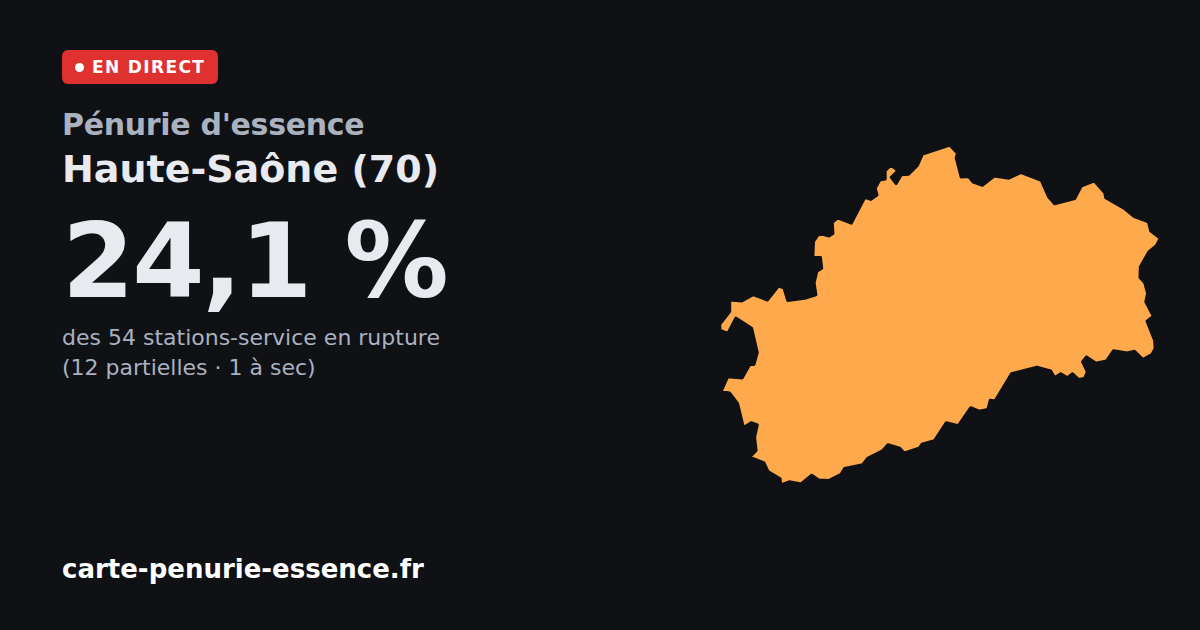 EN DIRECT
Pénurie d'essence
Haute-Saône (70)
24,1 %
des 54 stations-service en rupture
(12 partielles · 1 à sec)
carte-penurie-essence.fr